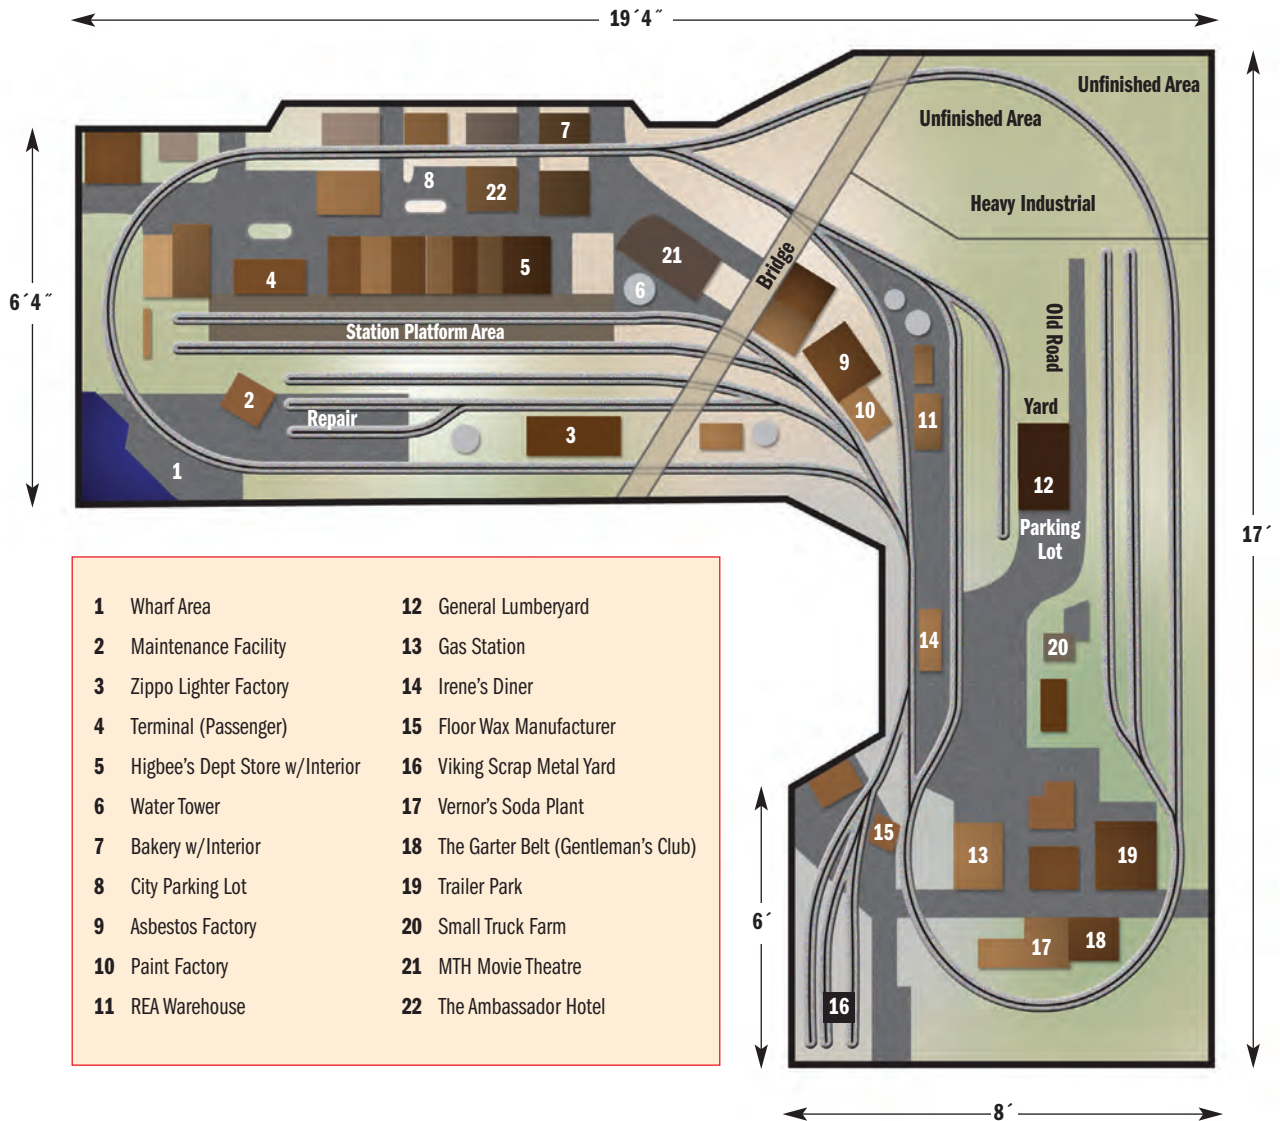 19´4˝
Unfinished Area
Unfinished Area
7
8
22
Heavy Industrial
21
5
4
6
Bridge
6´4˝
Station Platform Area
Old Road
9
2
10
Yard
Repair
11
3
1
12
Parking
Lot
17´
14
20
15
13
19
6´
17
18
16
8´
1 Wharf Area
2 Maintenance Facility
3 Zippo Lighter Factory
4 Terminal (Passenger)
5 Higbee's Dept Store w/Interior
6 Water Tower
7 Bakery w/Interior
8 City Parking Lot
9 Asbestos Factory
10 Paint Factory
11 REA Warehouse
12 General Lumberyard
13 Gas Station
14 Irene's Diner
15 Floor Wax Manufacturer
16 Viking Scrap Metal Yard
17 Vernor's Soda Plant
18 The Garter Belt (Gentleman's Club)
19 Trailer Park
20 Small Truck Farm
21 MTH Movie Theatre
22 The Ambassador Hotel